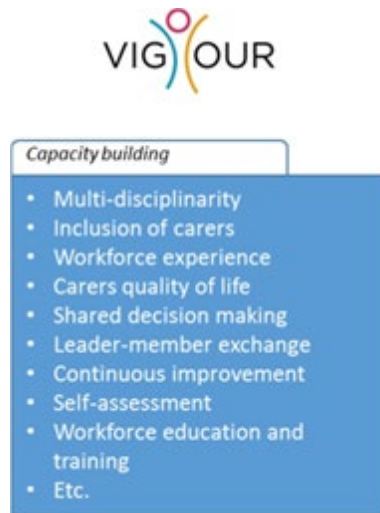 VIGOUR
Capacity building
• Multi-disciplinarity
• Inclusion of carers
• Workforce experience
• Carers quality of life
• Shared decision making
• Leader-member exchange
• Continuous improvement
• Self-assessment
• Workforce education and
training
• Etc.